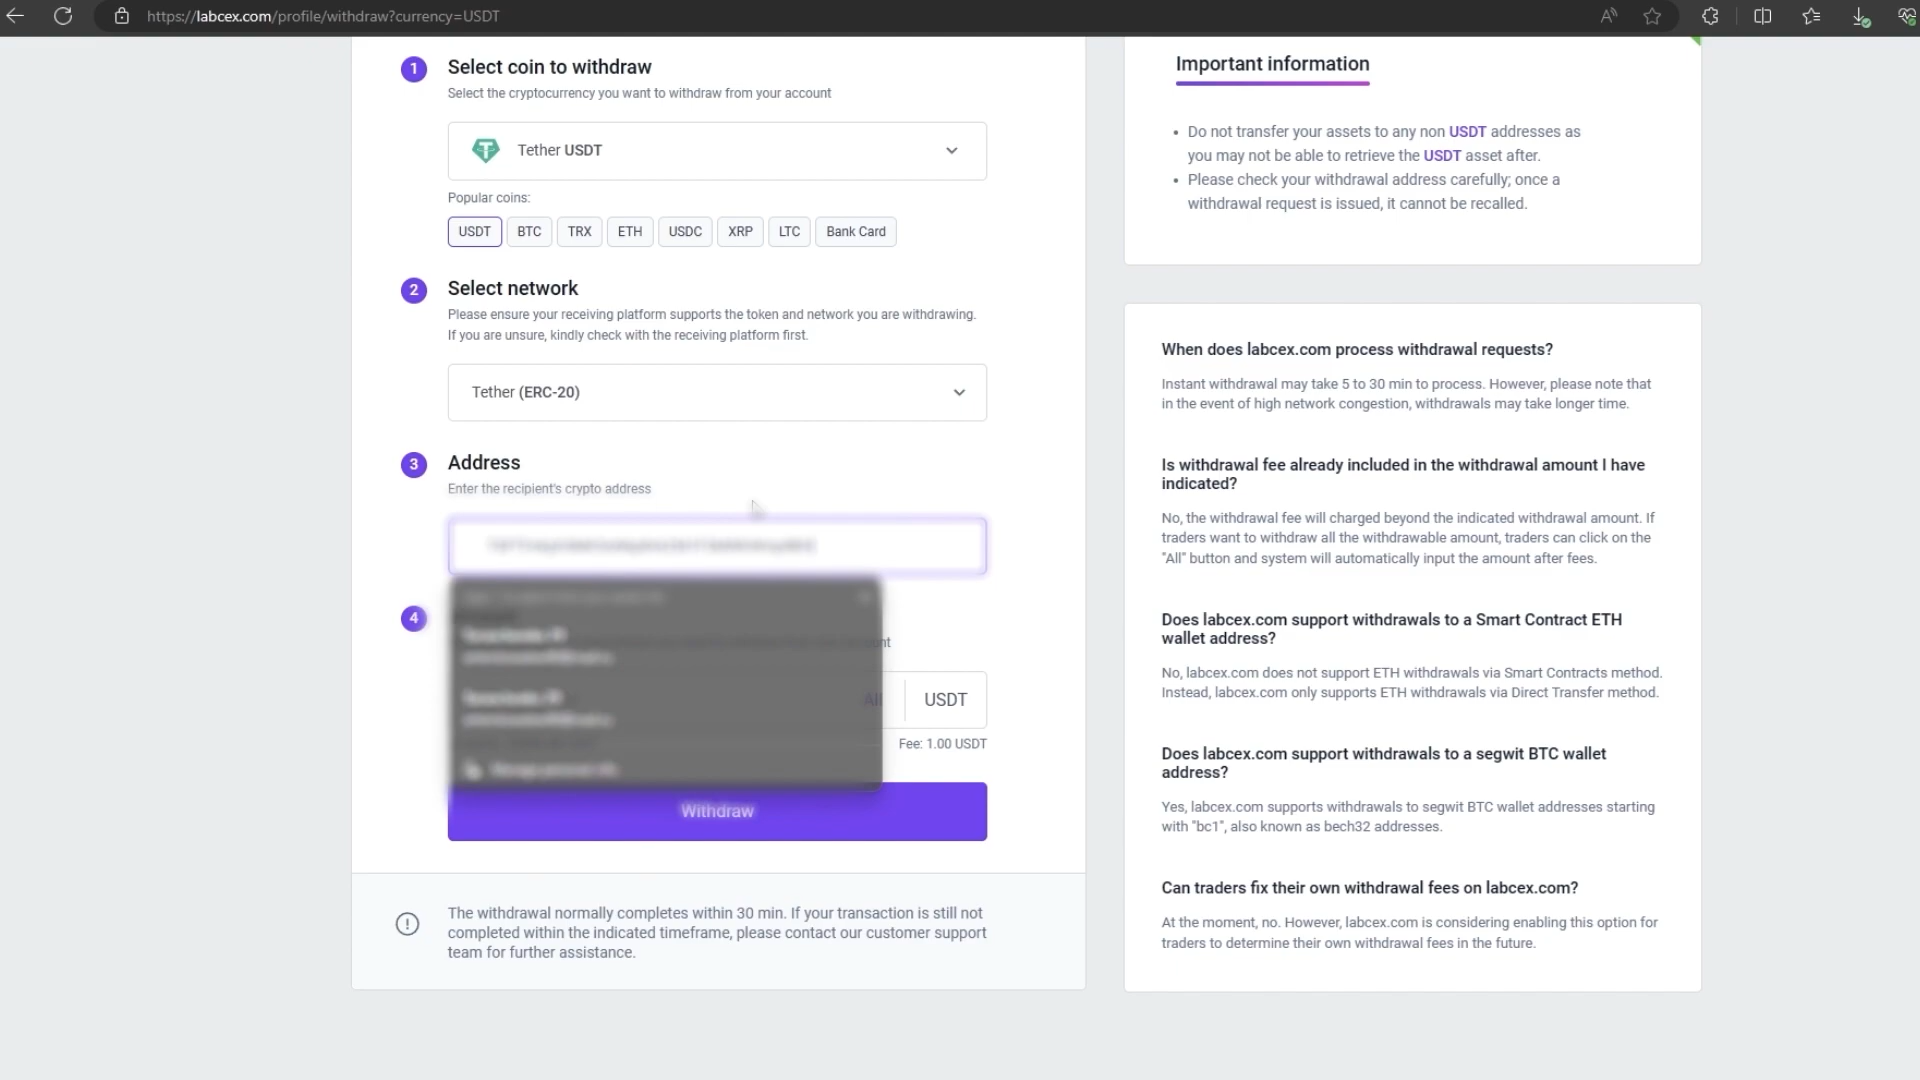 https://labcex.com/profile/withdraw?currency=USDT
1
Select coin to withdraw
Select the cryptocurrency you want to withdraw from your account
Tether USDT
Popular coins:
USDT BTC TRX ETH USDC XRP LTC Bank Card
2
Select network
Please ensure your receiving platform supports the token and network you are withdrawing.
If you are unsure, kindly check with the receiving platform first.
Tether (ERC-20)
3
Address
Enter the recipient's crypto address
4
All USDT
Fee: 1.00 USDT
Withdraw
The withdrawal normally completes within 30 min. If your transaction is still not
completed within the indicated timeframe, please contact our customer support
team for further assistance.
Important information
Do not transfer your assets to any non USDT addresses as
you may not be able to retrieve the USDT asset after.
Please check your withdrawal address carefully; once a
withdrawal request is issued, it cannot be recalled.
When does labcex.com process withdrawal requests?
Instant withdrawal may take 5 to 30 min to process. However, please note that
in the event of high network congestion, withdrawals may take longer time.
Is withdrawal fee already included in the withdrawal amount I have
indicated?
No, the withdrawal fee will charged beyond the indicated withdrawal amount. If
traders want to withdraw all the withdrawable amount, traders can click on the
"All" button and system will automatically input the amount after fees.
Does labcex.com support withdrawals to a Smart Contract ETH
wallet address?
No, labcex.com does not support ETH withdrawals via Smart Contracts method.
Instead, labcex.com only supports ETH withdrawals via Direct Transfer method.
Does labcex.com support withdrawals to a segwit BTC wallet
address?
Yes, labcex.com supports withdrawals to segwit BTC wallet addresses starting
with "bc1", also known as bech32 addresses.
Can traders fix their own withdrawal fees on labcex.com?
At the moment, no. However, labcex.com is considering enabling this option for
traders to determine their own withdrawal fees in the future.